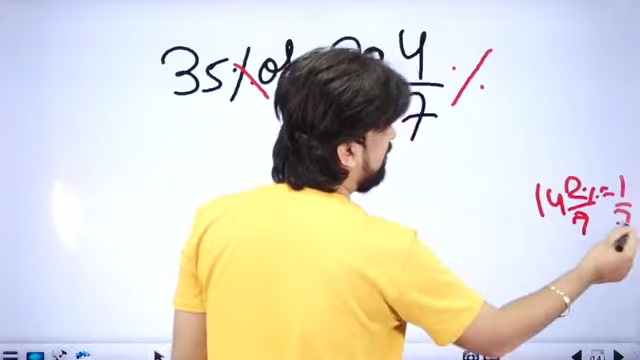 35% of 4/7 %
14 2/7 % = 1/7